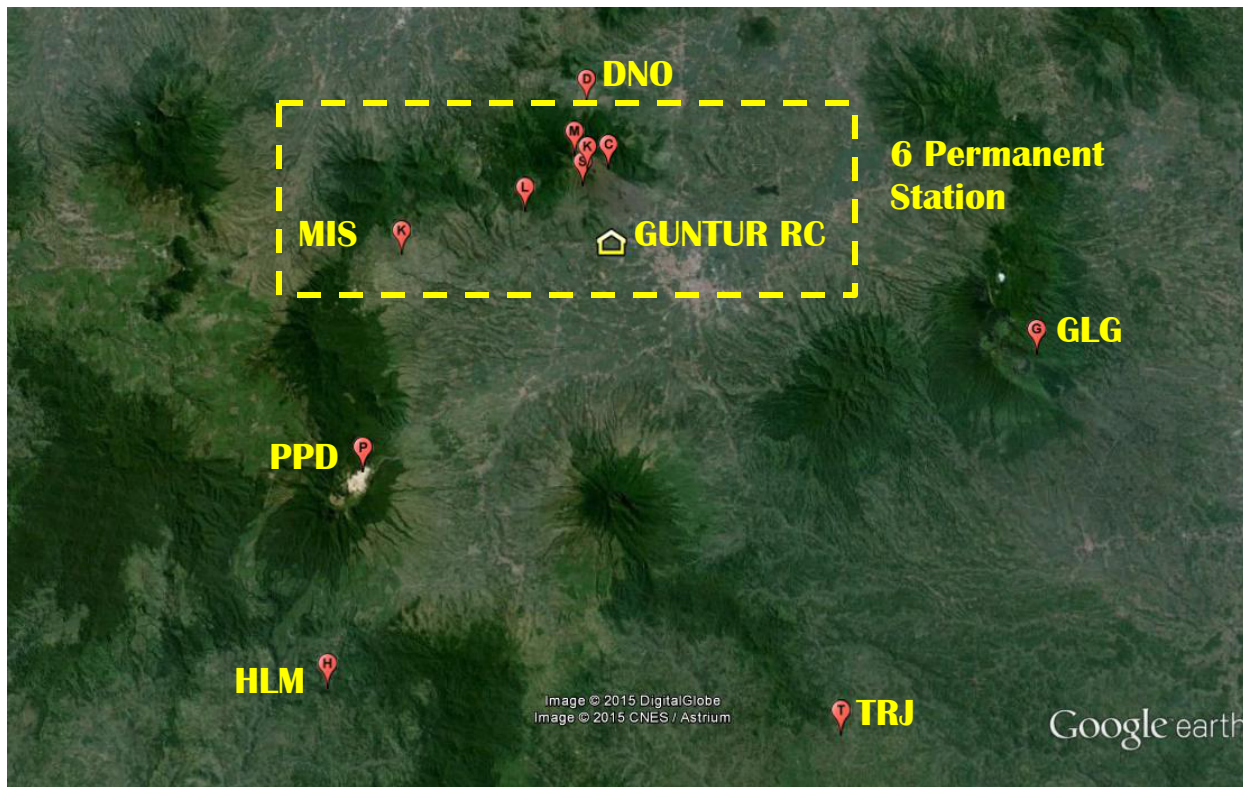 D DNO
M
K
C
S
L
6 Permanent
Station
MIS
K
GUNTUR RC
G GLG
PPD
P
HLM
H
T TRJ
Image © 2015 DigitalGlobe
Image © 2015 CNES / Astrium
Google earth